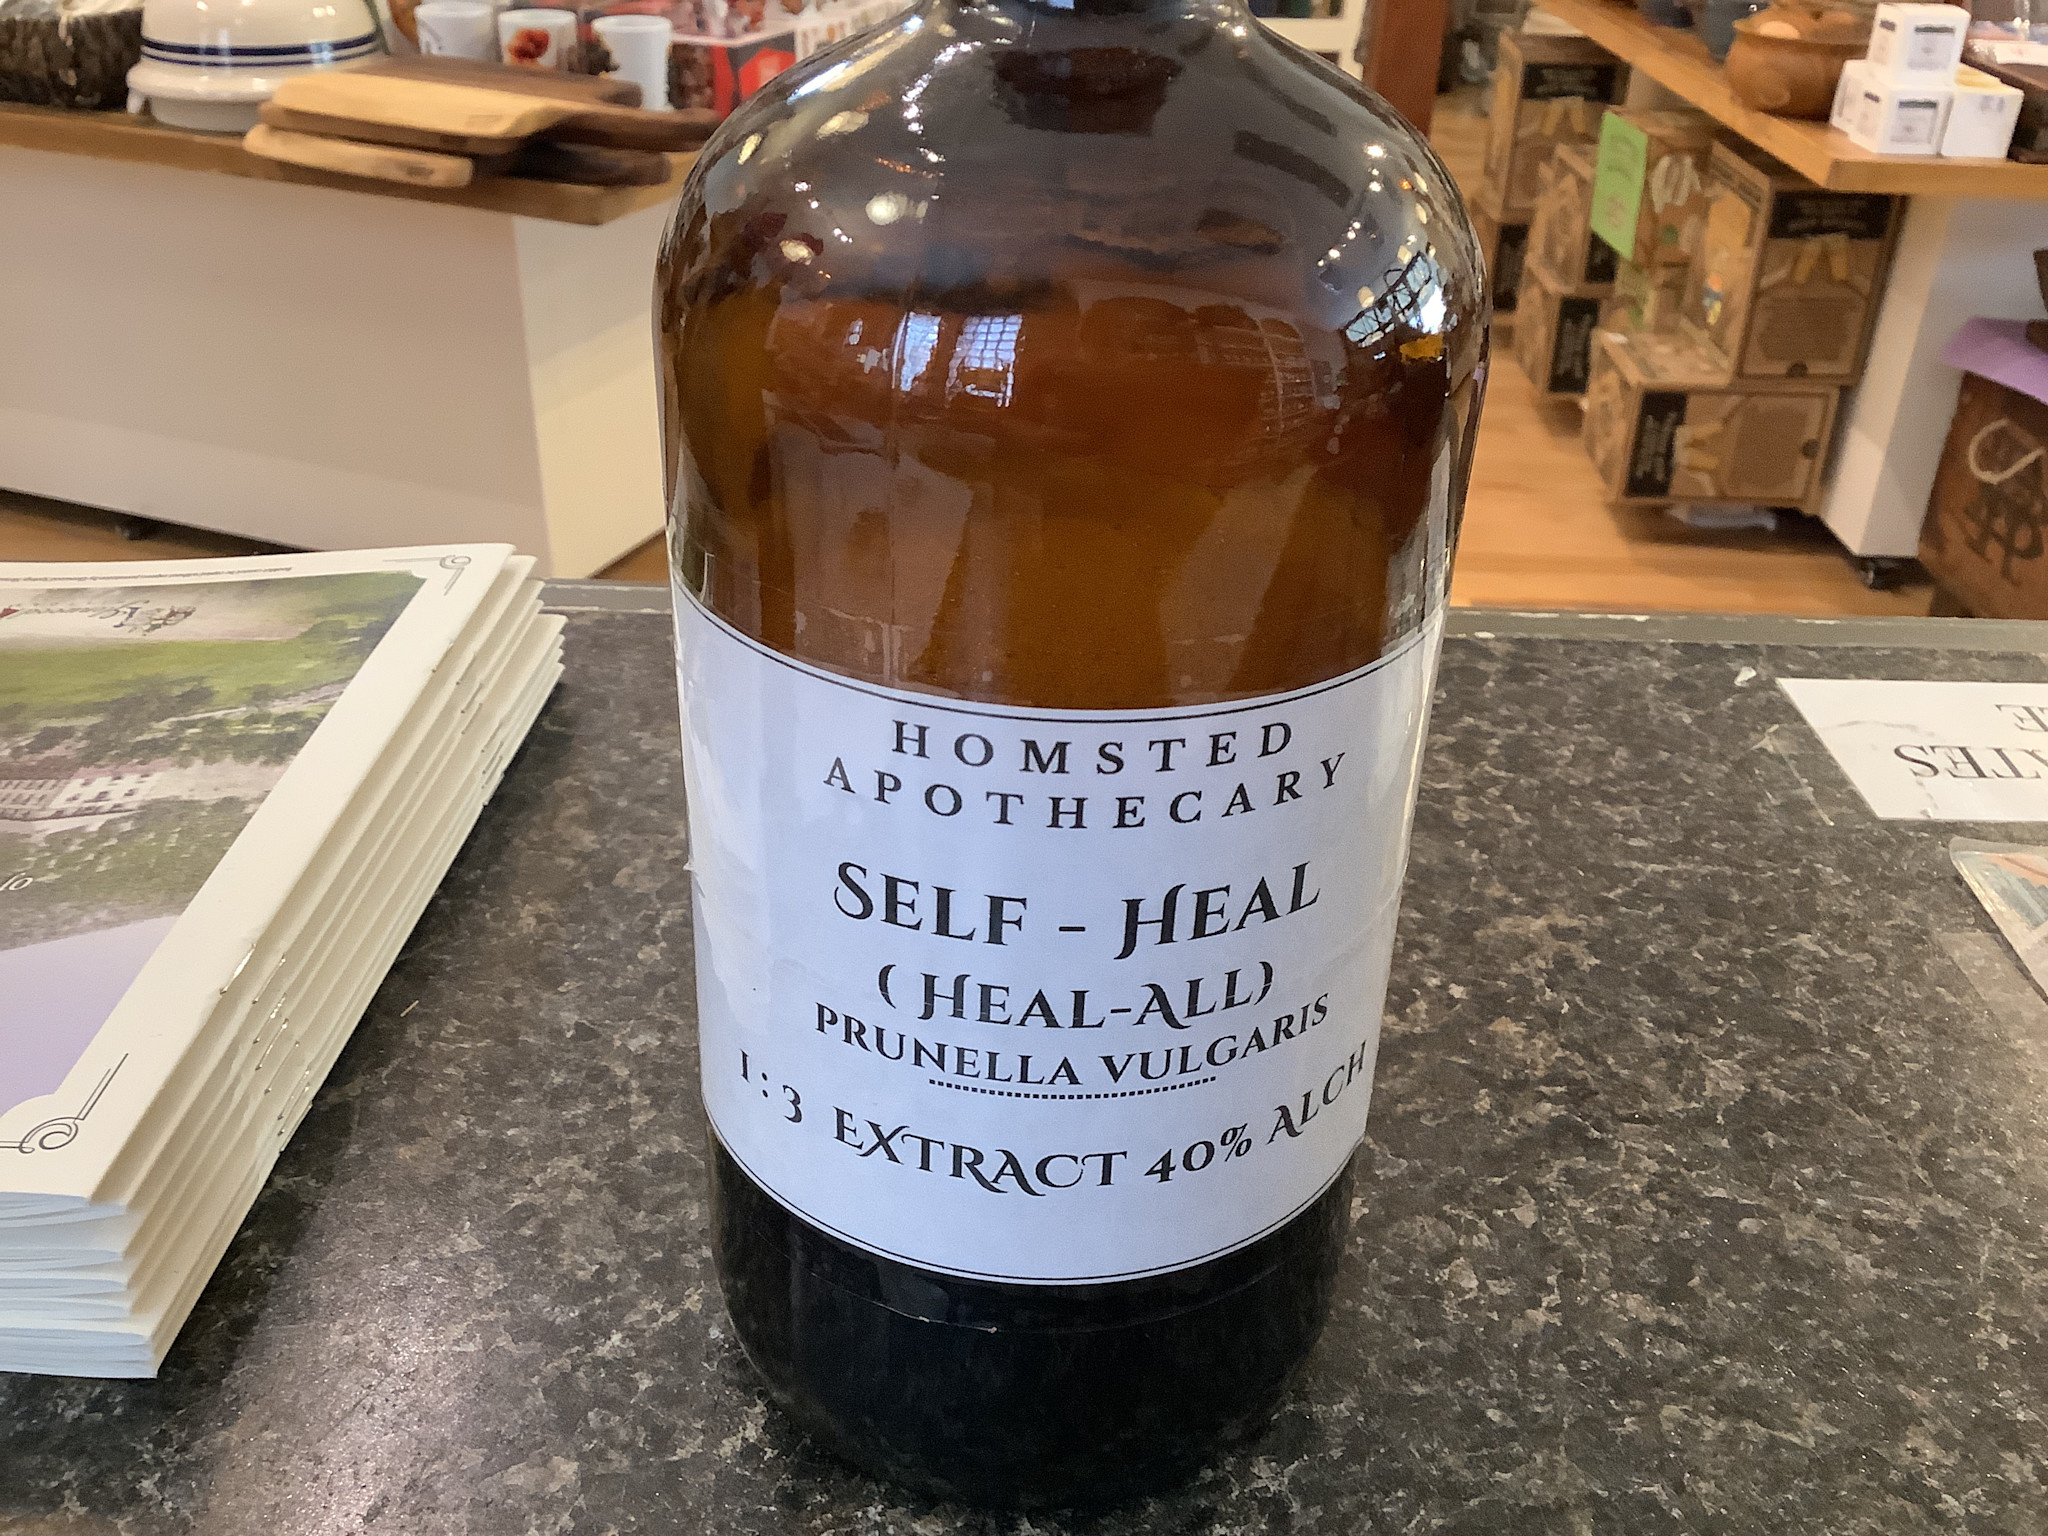 HOMSTED
APOTHECARY
SELF - HEAL
( HEAL-ALL)
PRUNELLA VULGARIS
1:3 EXTRACT 40% ALCH